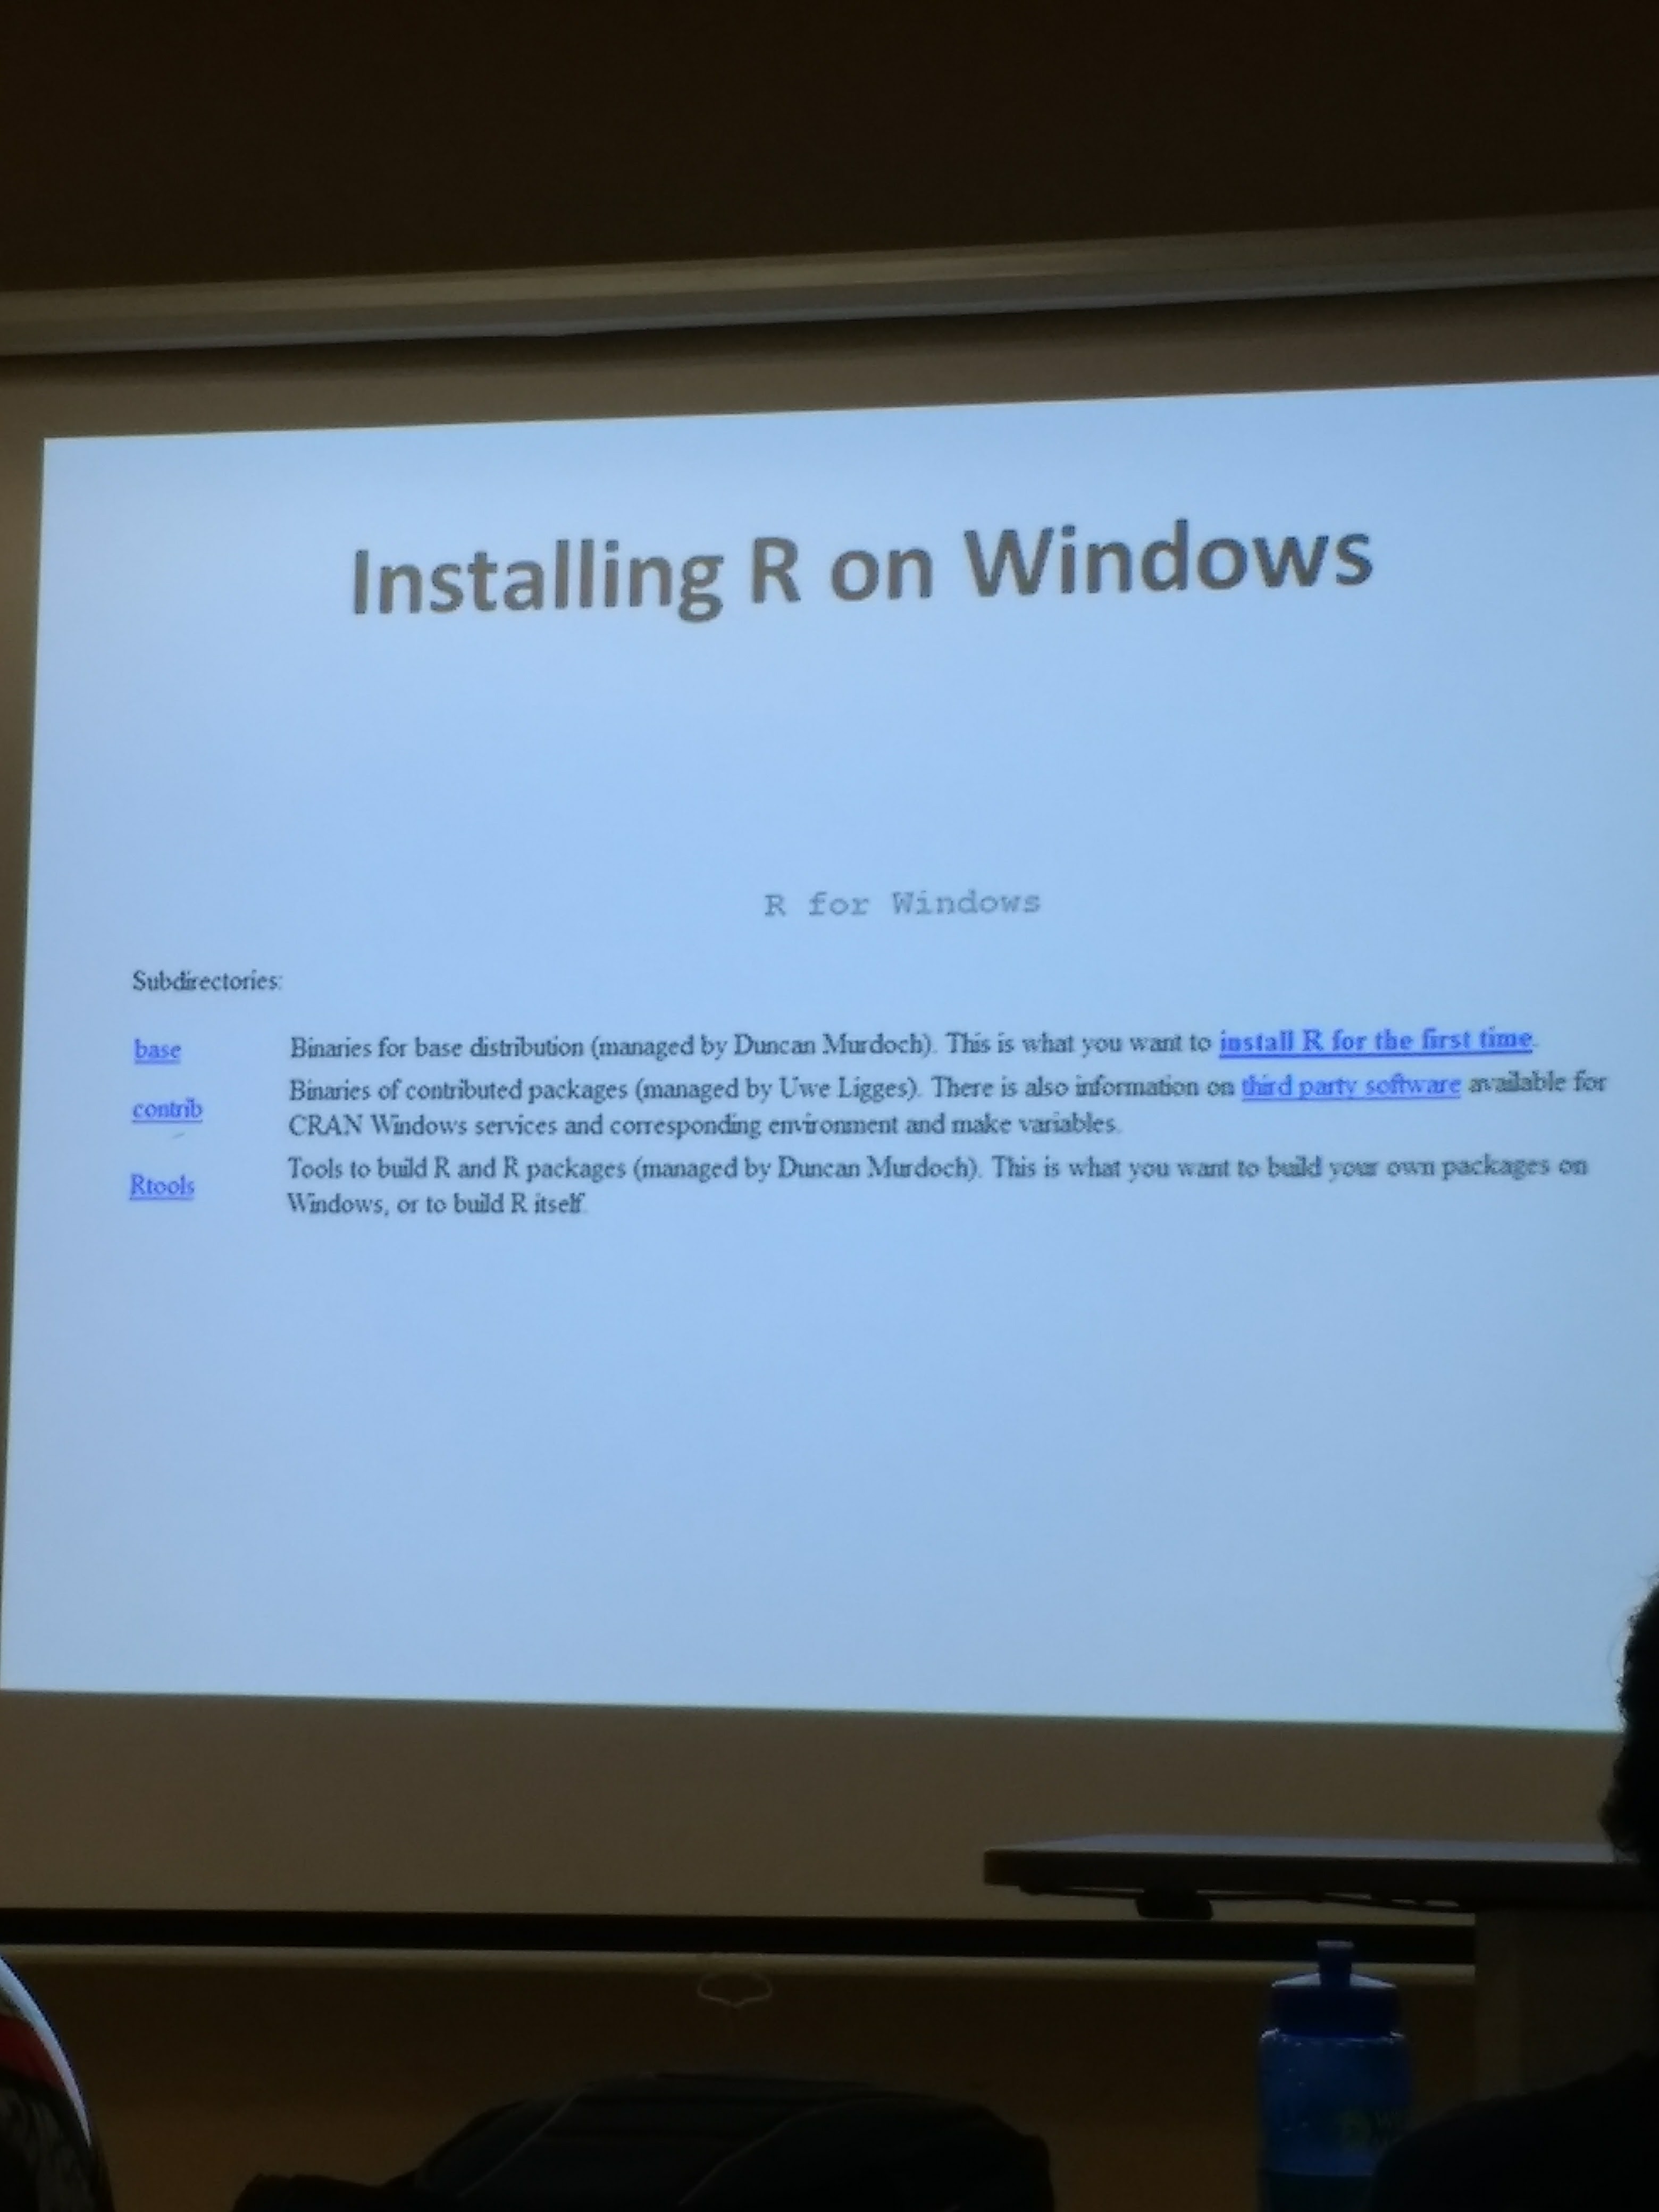 Installing R on Windows
R for Windows
Subdirectories:
base Binaries for base distribution (managed by Duncan Murdoch). This is what you want to install R for the first time.
contrib Binaries of contributed packages (managed by Uwe Ligges). There is also information on third party software available for
CRAN Windows services and corresponding environment and make variables.
Rtools Tools to build R and R packages (managed by Duncan Murdoch). This is what you want to build your own packages on
Windows, or to build R itself.